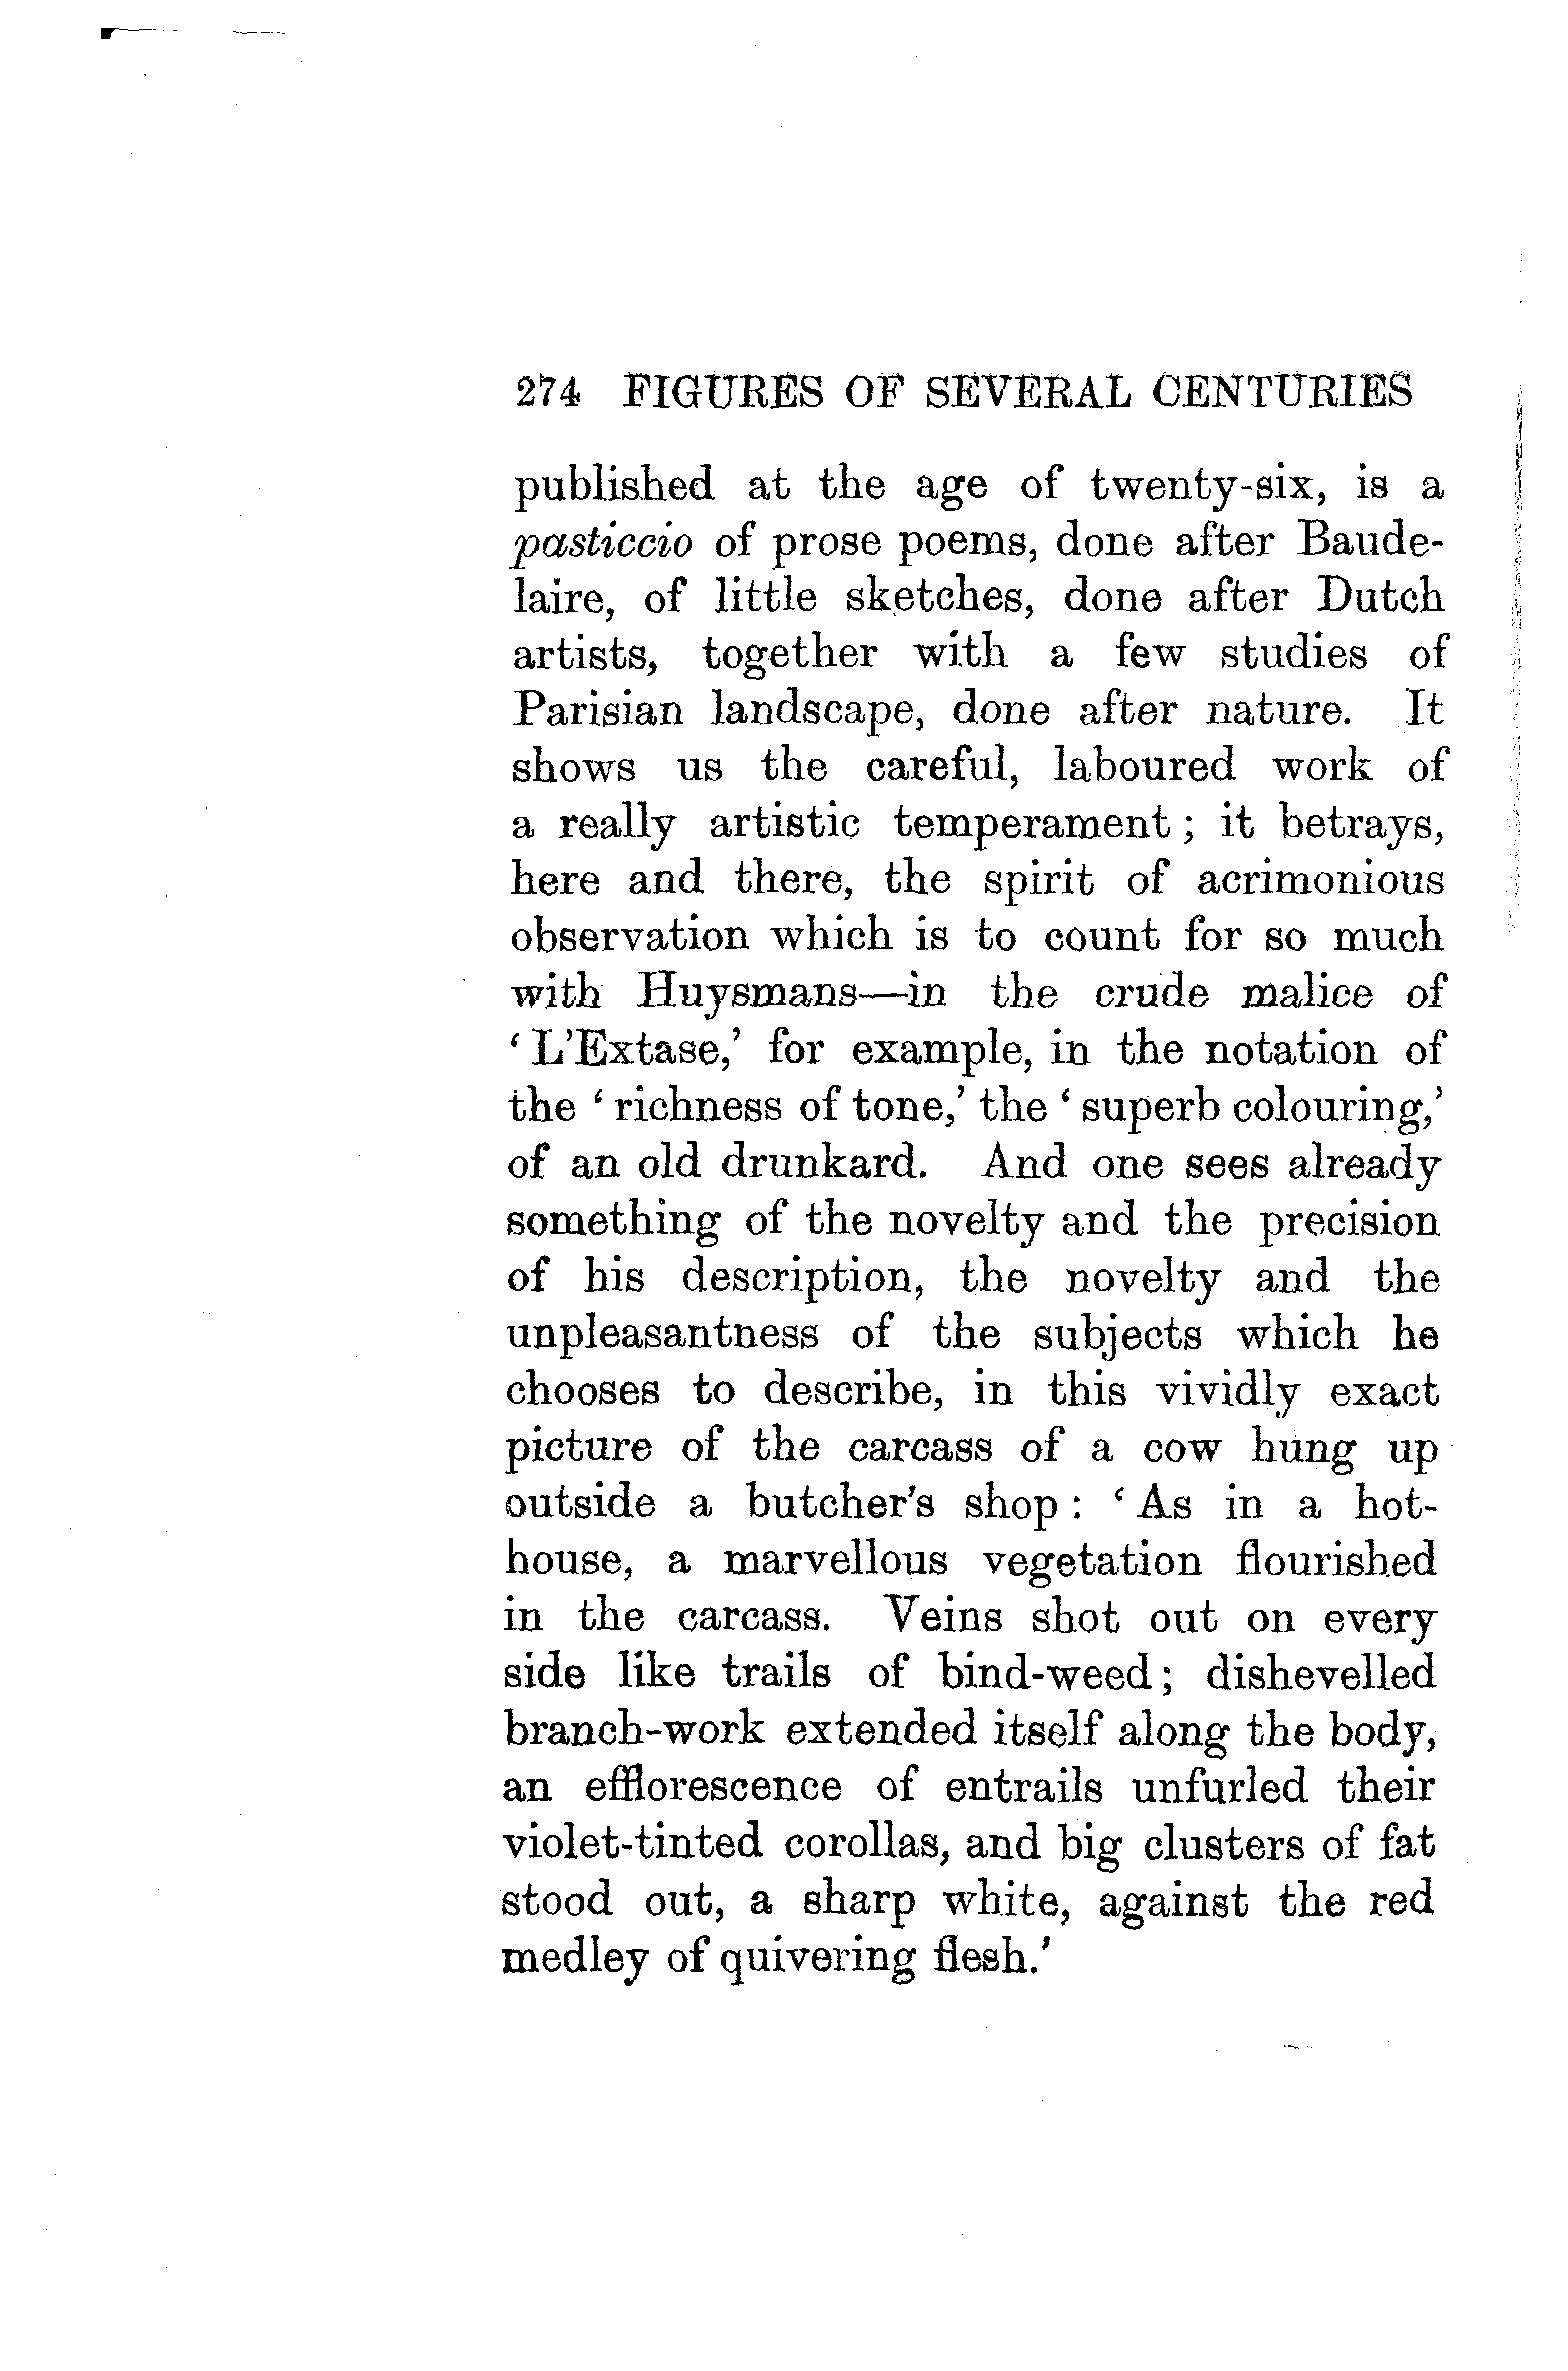 274 FIGURES OF SEVERAL CENTURIES
published at the age of twenty-six, is a
pasticcio of prose poems, done after Baude-
laire, of little sketches, done after Dutch
artists, together with a few studies of
Parisian landscape, done after nature. It
shows us the careful, laboured work of
a really artistic temperament; it betrays,
here and there, the spirit of acrimonious
observation which is to count for so much
with Huysmans—in the crude malice of
‘L’Extase,’ for example, in the notation of
the ‘richness of tone,’ the ‘superb colouring,’
of an old drunkard. And one sees already
something of the novelty and the precision
of his description, the novelty and the
unpleasantness of the subjects which he
chooses to describe, in this vividly exact
picture of the carcass of a cow hung up
outside a butcher’s shop: ‘As in a hot-
house, a marvellous vegetation flourished
in the carcass. Veins shot out on every
side like trails of bind-weed; dishevelled
branch-work extended itself along the body,
an efflorescence of entrails unfurled their
violet-tinted corollas, and big clusters of fat
stood out, a sharp white, against the red
medley of quivering flesh.’